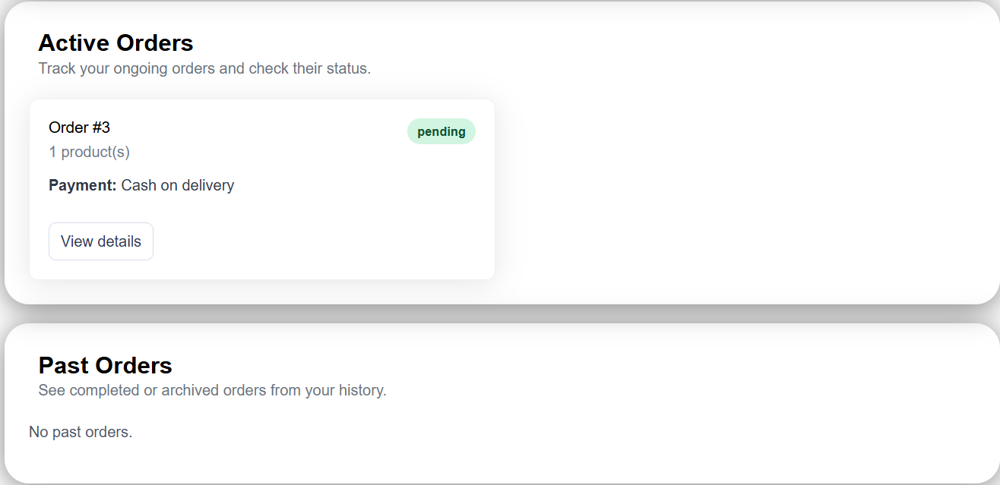 Active Orders
Track your ongoing orders and check their status.
Order #3
pending
1 product(s)
Payment: Cash on delivery
View details
Past Orders
See completed or archived orders from your history.
No past orders.